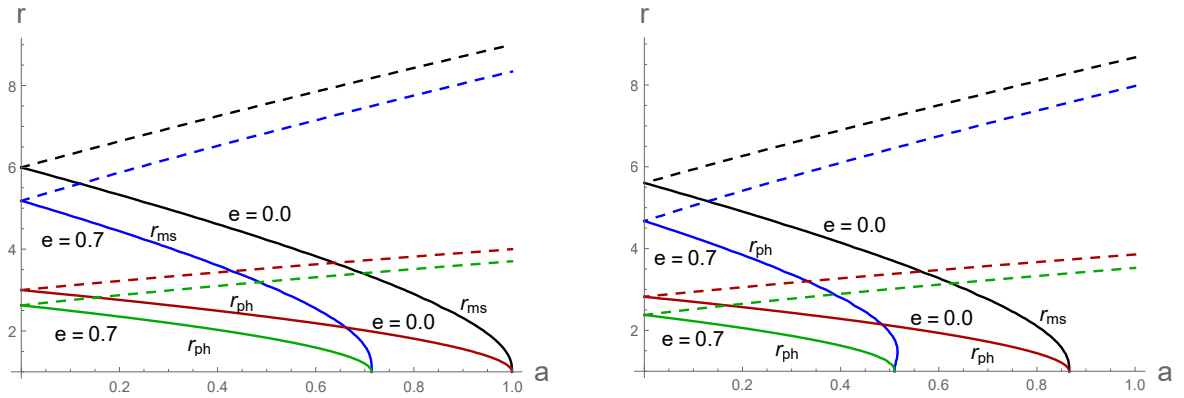 r
8
6
4
2
0.2
0.4
0.6
0.8
1.0
a
e = 0.0
e = 0.7
r_ms
r_ph
e = 0.0
r_ms
e = 0.7
r_ph
r
8
6
4
2
0.2
0.4
0.6
0.8
1.0
a
e = 0.0
r_ph
e = 0.7
e = 0.0
r_ms
e = 0.7
r_ph
r_ph